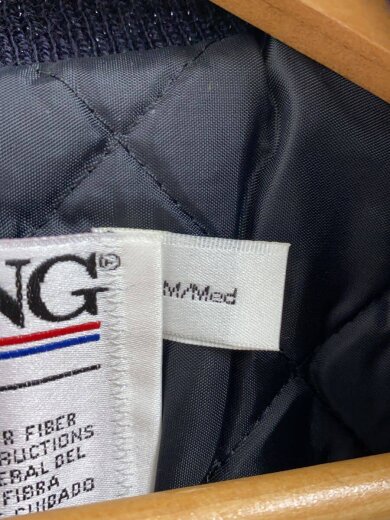 NG®
M/Med
R FIBER
RUCTIONS
ERAL DEL
FIBRA
CUIDADO